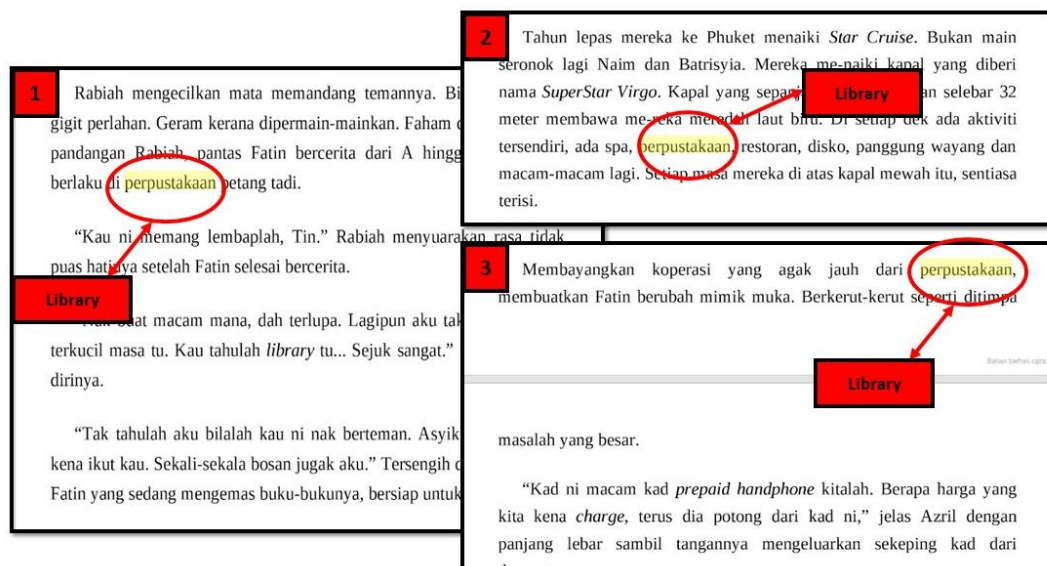 1
Rabiah mengecilkan mata memandang temannya. Bi
gigit perlahan. Geram kerana dipermain-mainkan. Faham
pandangan Rabiah, pantas Fatin bercerita dari A hingg
berlaku di perpustakaan petang tadi.
“Kau ni memang lembaplah, Tin.” Rabiah menyuarakan rasa tidak
puas hatinya setelah Fatin selesai bercerita.
Library
macam mana, dah terlupa. Lagipun aku tak
terkucil masa tu. Kau tahulah library tu... Sejuk sangat.”
dirinya.
“Tak tahulah aku bilalah kau ni nak berteman. Asyik
kena ikut kau. Sekali-sekala bosan jugak aku.” Tersengih
Fatin yang sedang mengemas buku-bukunya, bersiap untuk
2
Tahun lepas mereka ke Phuket menaiki Star Cruise. Bukan main
seronok lagi Naim dan Batrisyia. Mereka me-naiki kapal yang diberi
nama SuperStar Virgo. Kapal yang sepanj Library an selebar 32
meter membawa me-reka meredah laut biru. Di setiap dek ada aktiviti
tersendiri, ada spa, perpustakaan, restoran, disko, panggung wayang dan
macam-macam lagi. Setiap masa mereka di atas kapal mewah itu, sentiasa
terisi.
3
Membayangkan koperasi yang agak jauh dari perpustakaan,
membuatkan Fatin berubah mimik muka. Berkerut-kerut seperti ditimpa
Bahan berhak cipta
Library
masalah yang besar.
“Kad ni macam kad prepaid handphone kitalah. Berapa harga yang
kita kena charge, terus dia potong dari kad ni,” jelas Azril dengan
panjang lebar sambil tangannya mengeluarkan sekeping kad dari